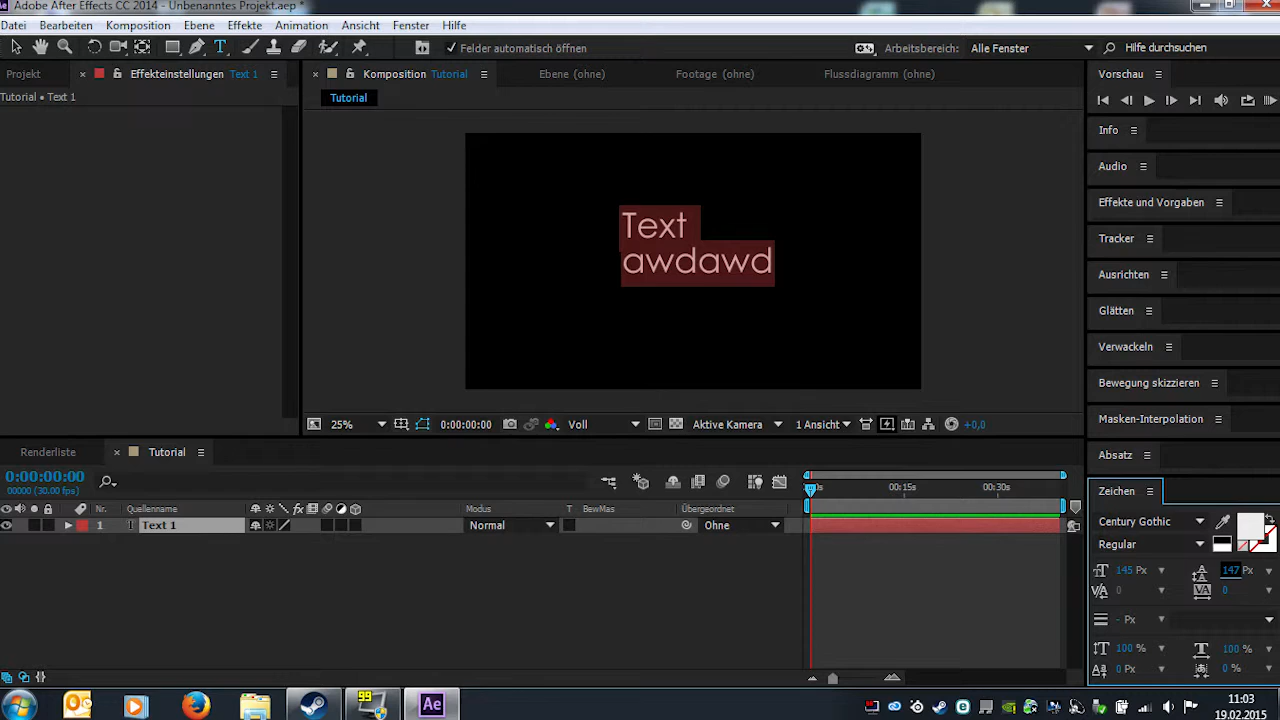 Adobe After Effects CC 2014 - Unbenanntes Projekt.aep *
Datei Bearbeiten Komposition Ebene Effekte Animation Ansicht Fenster Hilfe
Felder automatisch öffnen
Arbeitsbereich: Alle Fenster
Hilfe durchsuchen
Projekt
Effekteinstellungen Text 1
Komposition Tutorial
Ebene (ohne)
Footage (ohne)
Flussdiagramm (ohne)
Vorschau
Tutorial • Text 1
Tutorial
Info
Audio
Effekte und Vorgaben
Tracker
Ausrichten
Glätten
Verwackeln
Bewegung skizzieren
Masken-Interpolation
Absatz
Text
awdawd
25%
0:00:00:00
Voll
Aktive Kamera
1 Ansicht
+0,0
Renderliste
Tutorial
0:00:00:00
00000 (30.00 fps)
00:15s
00:30s
Nr. Quellenname
Modus
T BewMas
Übergeordnet
1 T Text 1
Normal
Ohne
Zeichen
Century Gothic
Regular
145 Px
147 Px
0
0
- Px
100 %
100 %
0 Px
0 %
99
Ae
11:03
19.02.2015